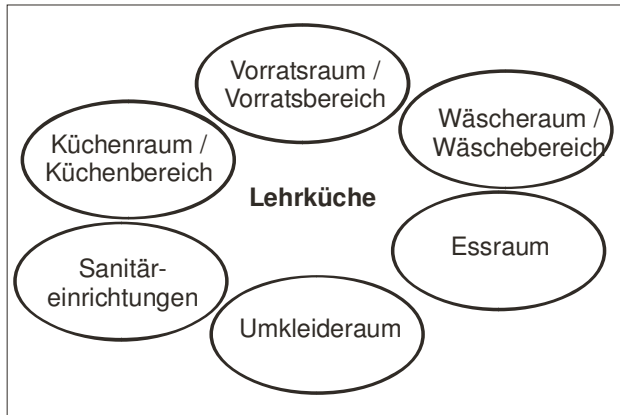 Vorratsraum /
Vorratsbereich
Wäscheraum /
Wäschebereich
Küchenraum /
Küchenbereich
Lehrküche
Essraum
Sanitär-
einrichtungen
Umkleideraum